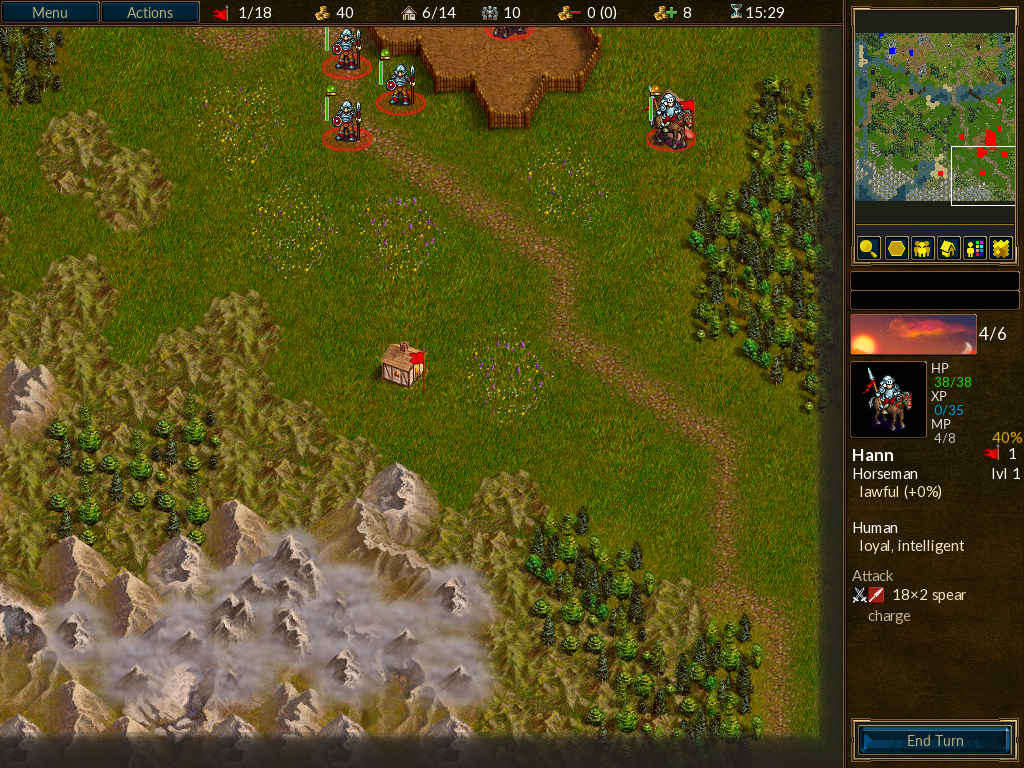 Menu Actions 1/18 40 6/14 10 0 (0) 8 15:29
4/6
HP
38/38
XP
0/35
MP
4/8 40%
Hann 1
Horseman lvl 1
lawful (+0%)
Human
loyal, intelligent
Attack
18×2 spear
charge
End Turn